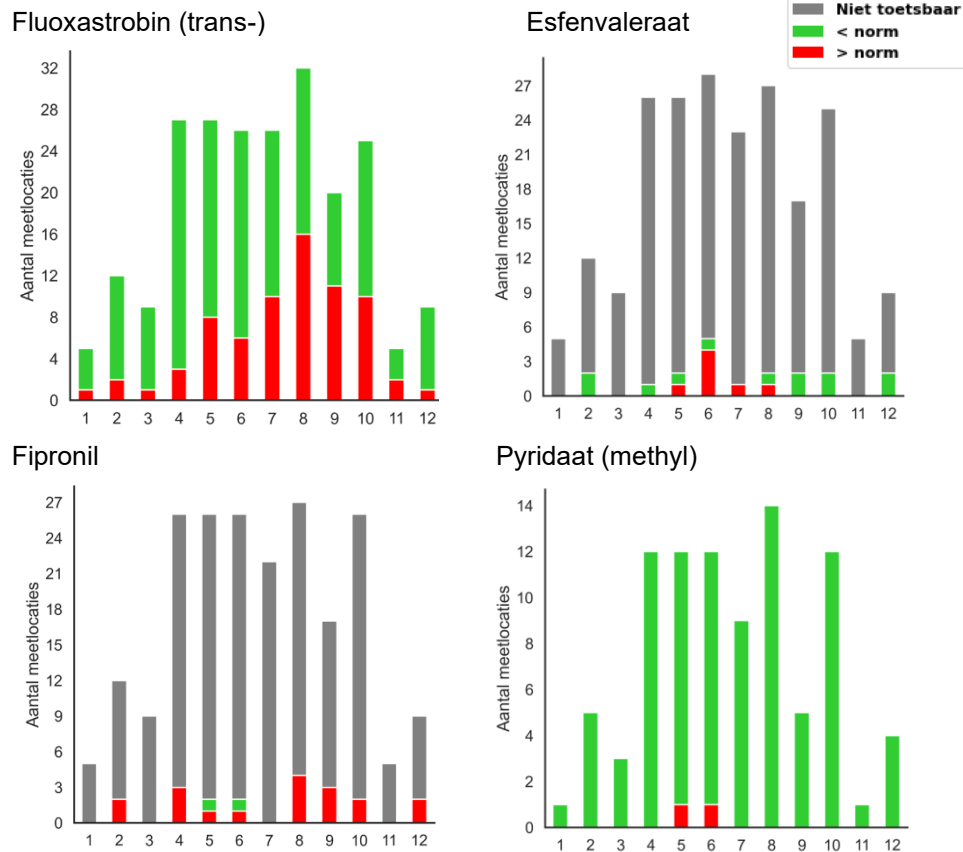 Fluoxastrobin (trans-)
Aantal meetlocaties
32
28
24
20
16
12
8
4
0
1 2 3 4 5 6 7 8 9 10 11 12
Esfenvaleraat
Niet toetsbaar
< norm
> norm
Aantal meetlocaties
27
24
21
18
15
12
9
6
3
0
1 2 3 4 5 6 7 8 9 10 11 12
Fipronil
Aantal meetlocaties
27
24
21
18
15
12
9
6
3
0
1 2 3 4 5 6 7 8 9 10 11 12
Pyridaat (methyl)
Aantal meetlocaties
14
12
10
8
6
4
2
0
1 2 3 4 5 6 7 8 9 10 11 12